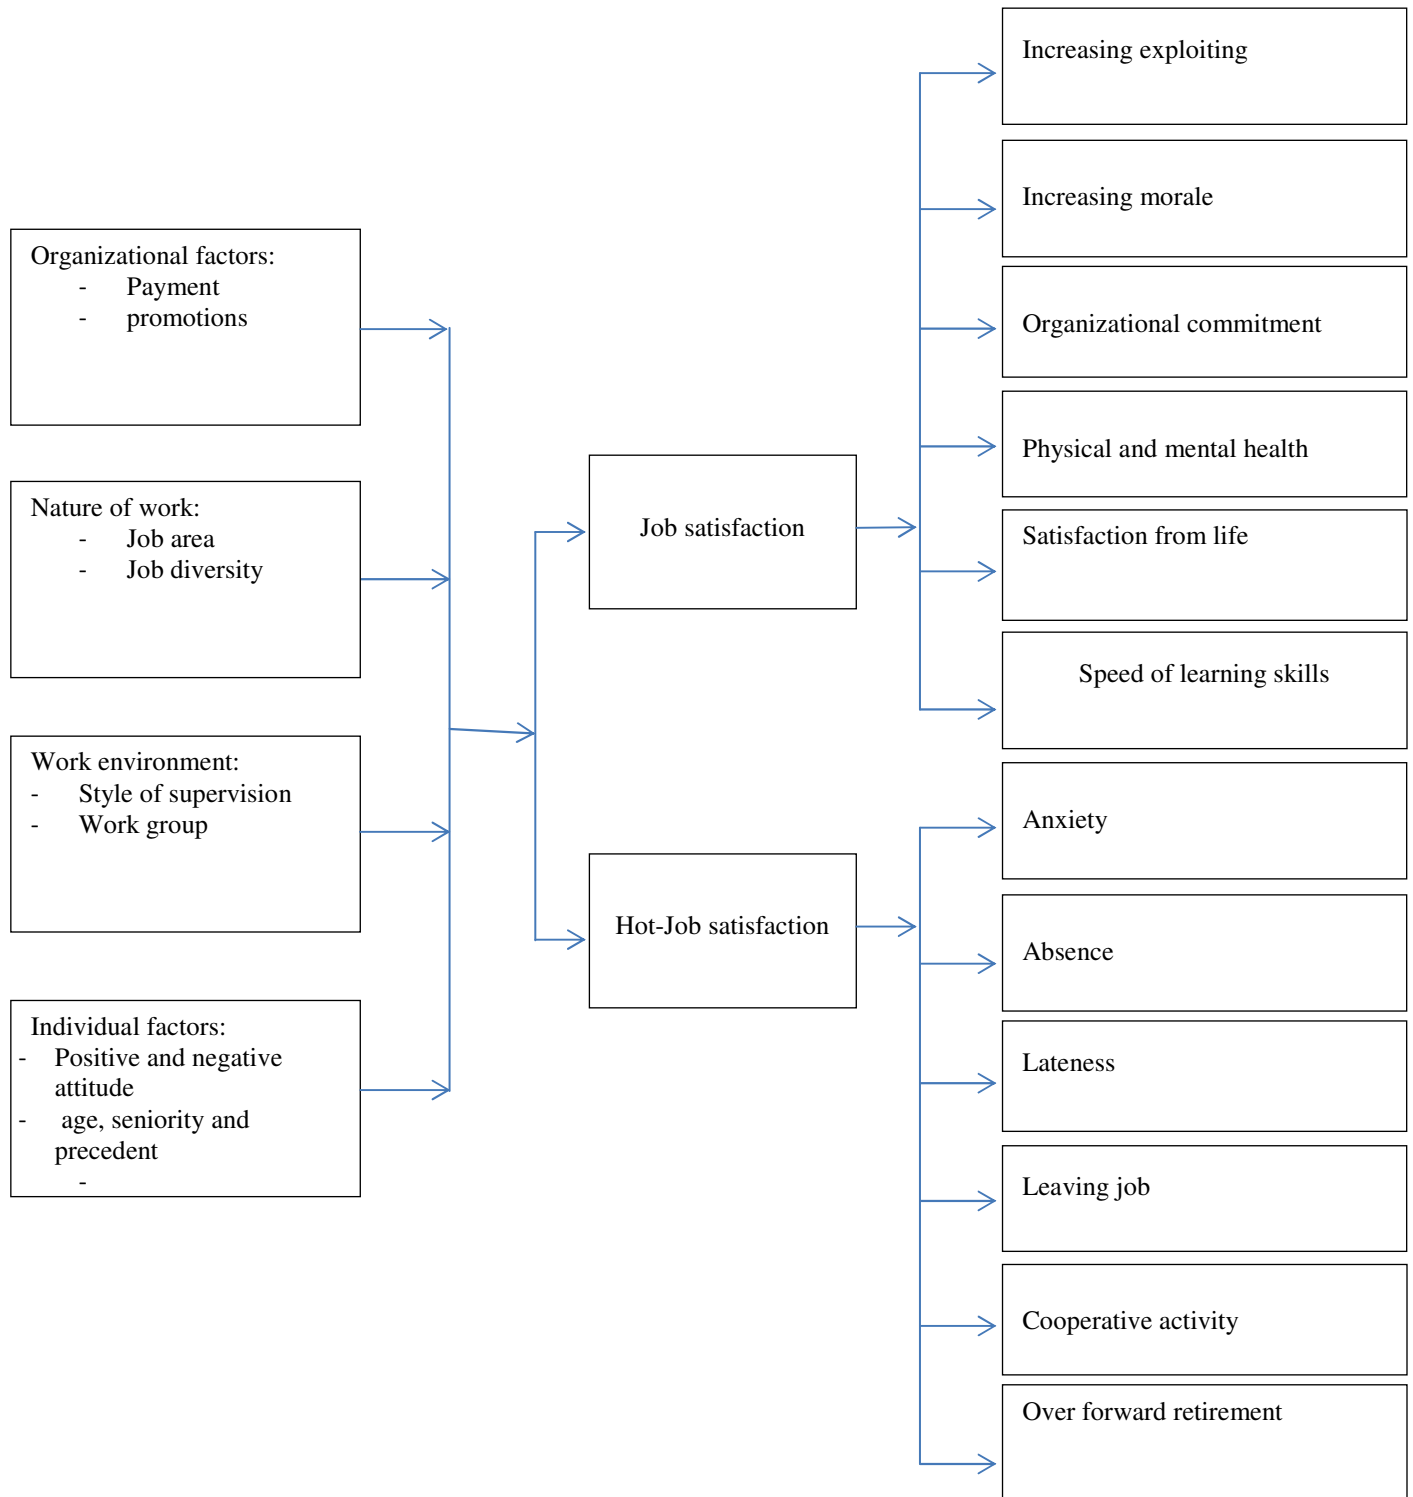 Organizational factors:
- Payment
- promotions
Nature of work:
- Job area
- Job diversity
Work environment:
- Style of supervision
- Work group
Individual factors:
- Positive and negative
attitude
- age, seniority and
precedent
-
Job satisfaction
Hot-Job satisfaction
Increasing exploiting
Increasing morale
Organizational commitment
Physical and mental health
Satisfaction from life
Speed of learning skills
Anxiety
Absence
Lateness
Leaving job
Cooperative activity
Over forward retirement